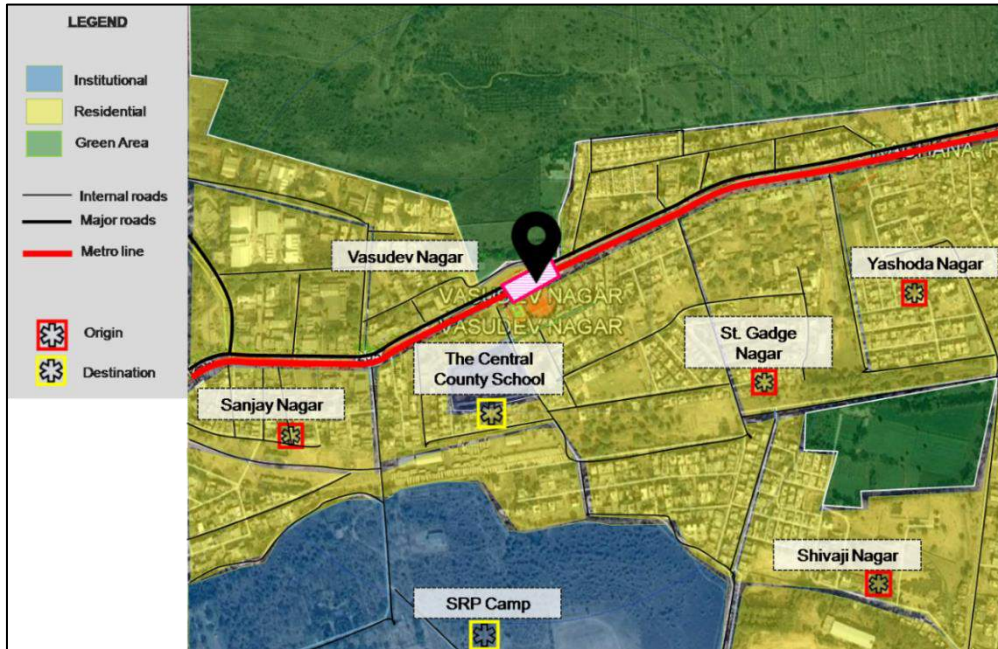 LEGEND
Institutional
Residential
Green Area
Internal roads
Major roads
Metro line
Origin
Destination
Vasudev Nagar
VASUDEV NAGAR
VASUDEV NAGAR
Yashoda Nagar
St. Gadge
Nagar
The Central
County School
Sanjay Nagar
Shivaji Nagar
SRP Camp